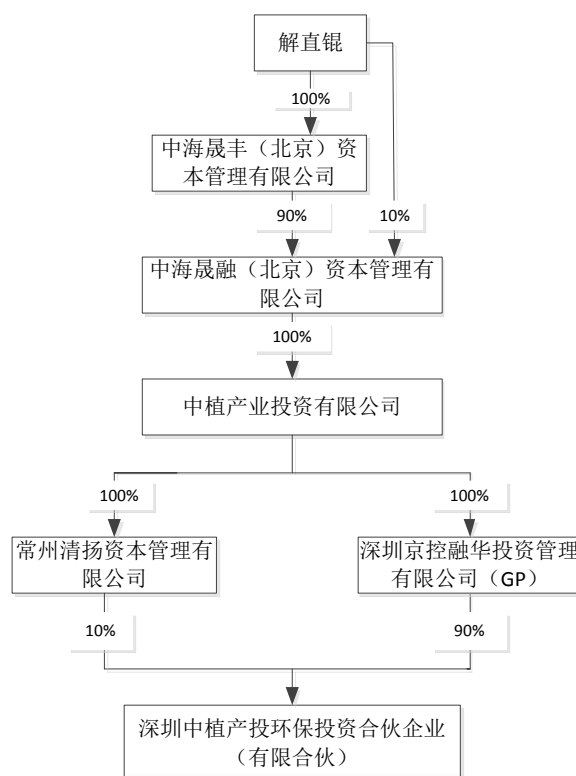 解直锟
100%
中海晟丰（北京）资
本管理有限公司
90%
10%
中海晟融（北京）资本管理有
限公司
100%
中植产业投资有限公司
100%
100%
常州清扬资本管理有
限公司
深圳京控融华投资管理
有限公司（GP）
10%
90%
深圳中植产投环保投资合伙企业
（有限合伙）